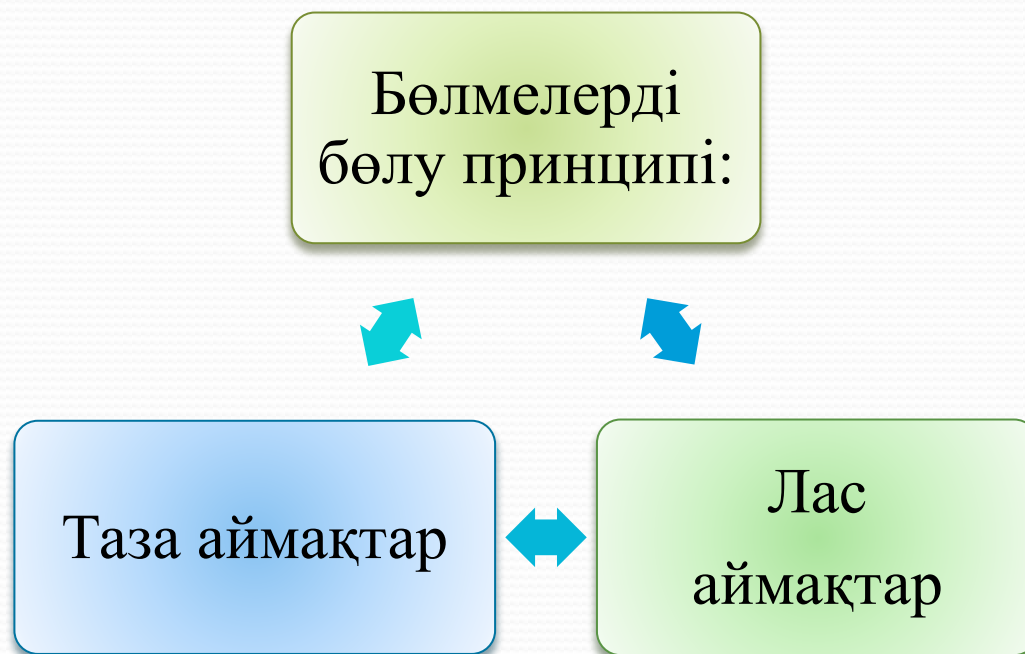 Бөлмелерді
бөлу принципі:
Таза аймақтар
Лас
аймақтар